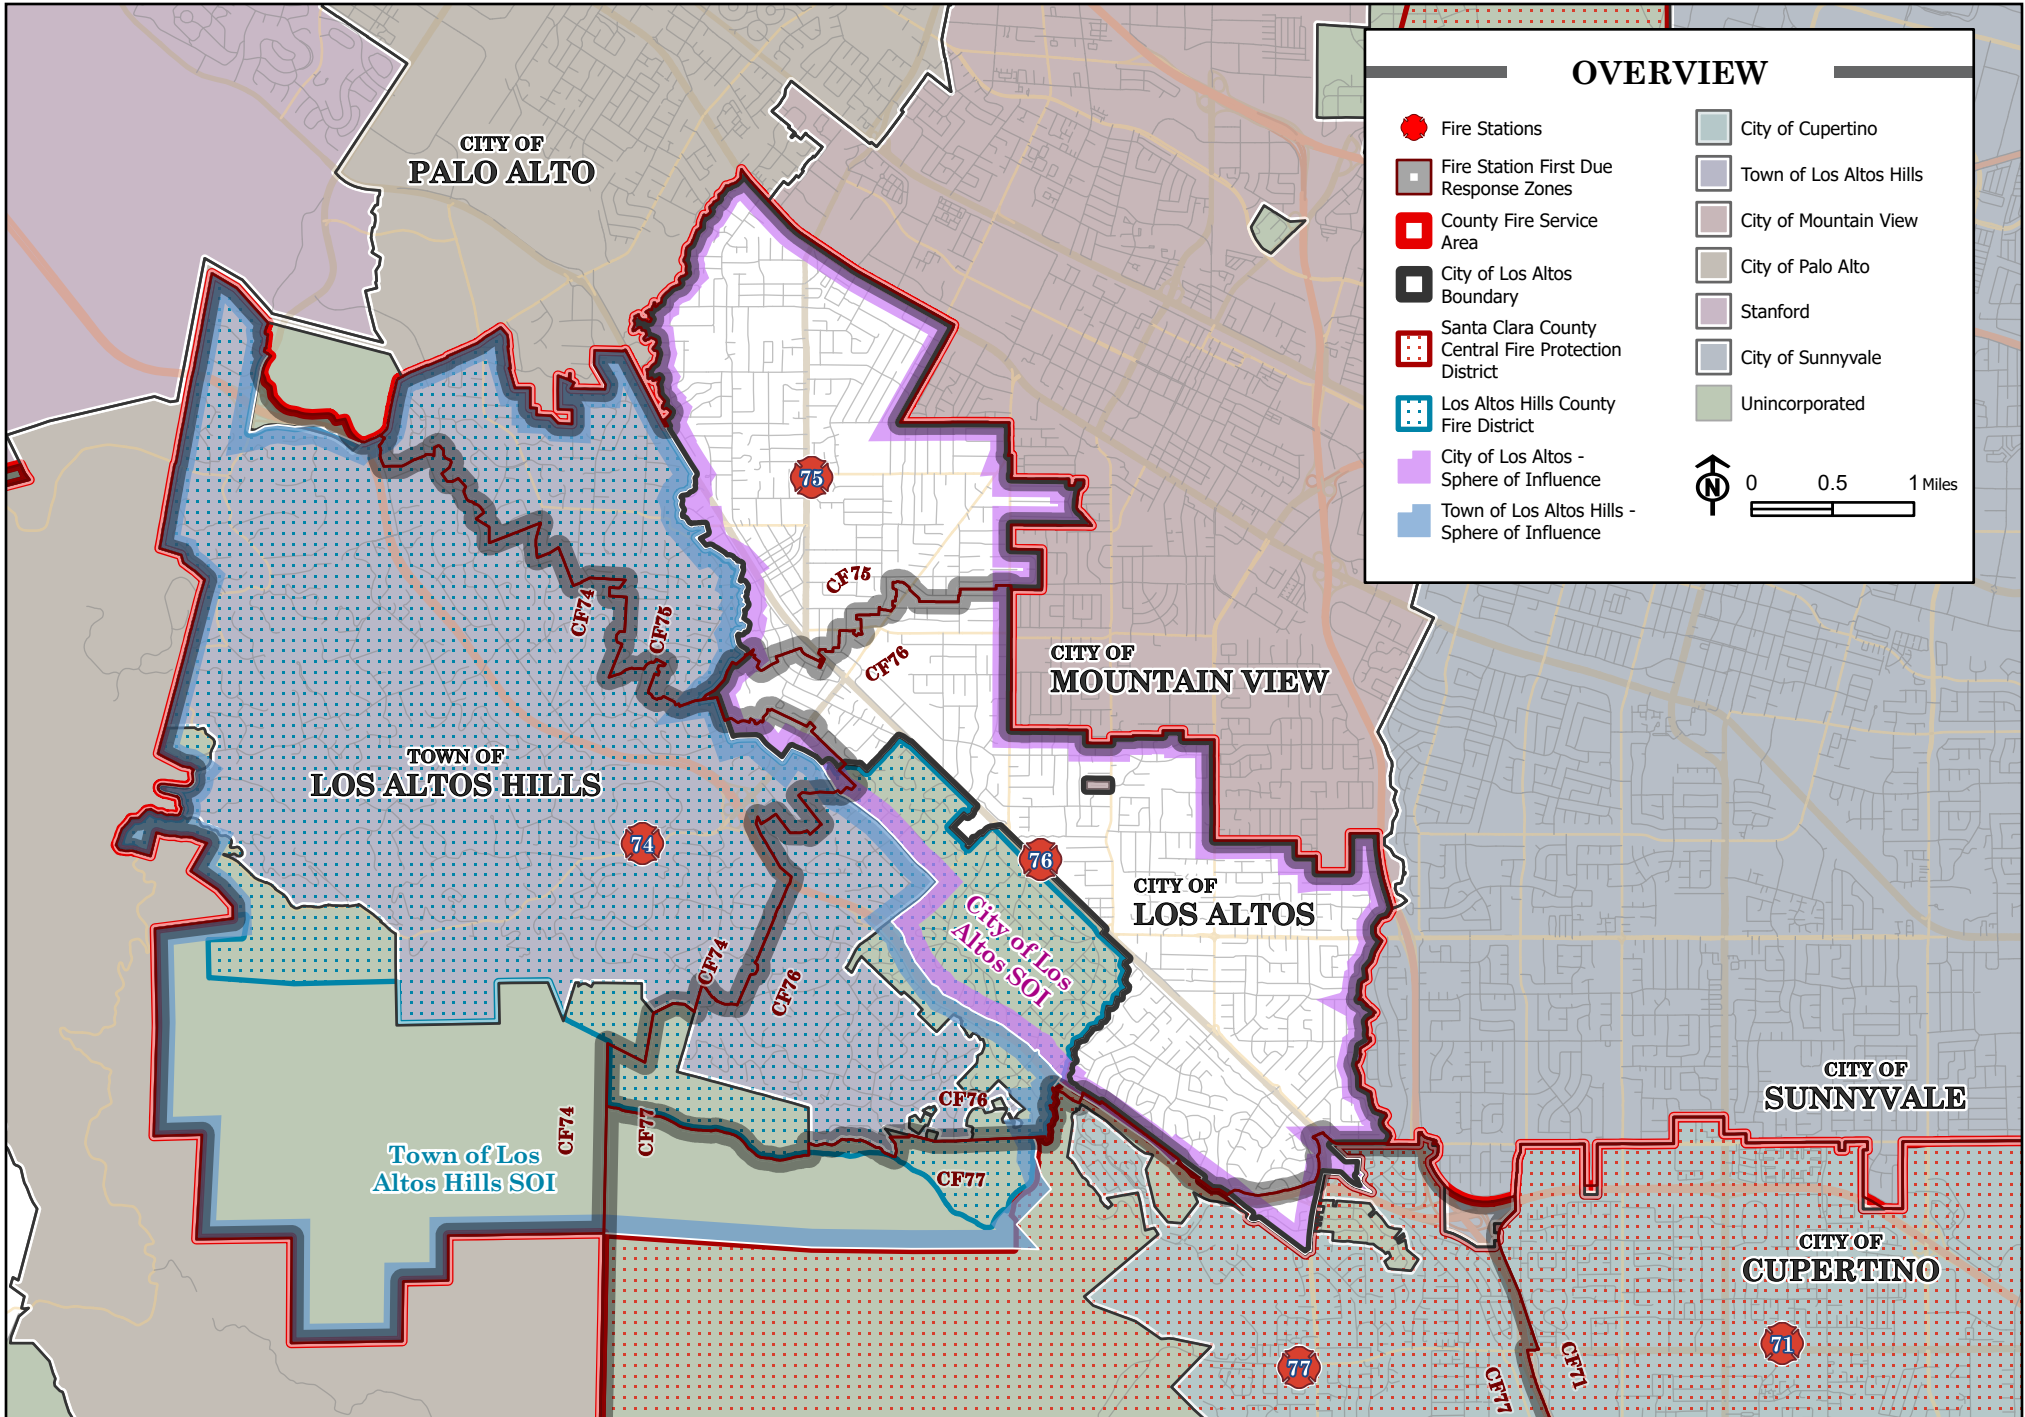 OVERVIEW
Fire Stations
Fire Station First Due
Response Zones
County Fire Service
Area
City of Los Altos
Boundary
Santa Clara County
Central Fire Protection
District
Los Altos Hills County
Fire District
City of Los Altos -
Sphere of Influence
Town of Los Altos Hills -
Sphere of Influence
City of Cupertino
Town of Los Altos Hills
City of Mountain View
City of Palo Alto
Stanford
City of Sunnyvale
Unincorporated
N
0 0.5 1 Miles
CITY OF
PALO ALTO
75
CF75
CF74
CF75
CF76
CITY OF
MOUNTAIN VIEW
TOWN OF
LOS ALTOS HILLS
74
76
CITY OF
LOS ALTOS
City of Los
Altos SOI
CF74
CF76
CF76
CF74
CF77
Town of Los
Altos Hills SOI
CF77
CITY OF
SUNNYVALE
CITY OF
CUPERTINO
71
77
CF71
CF77